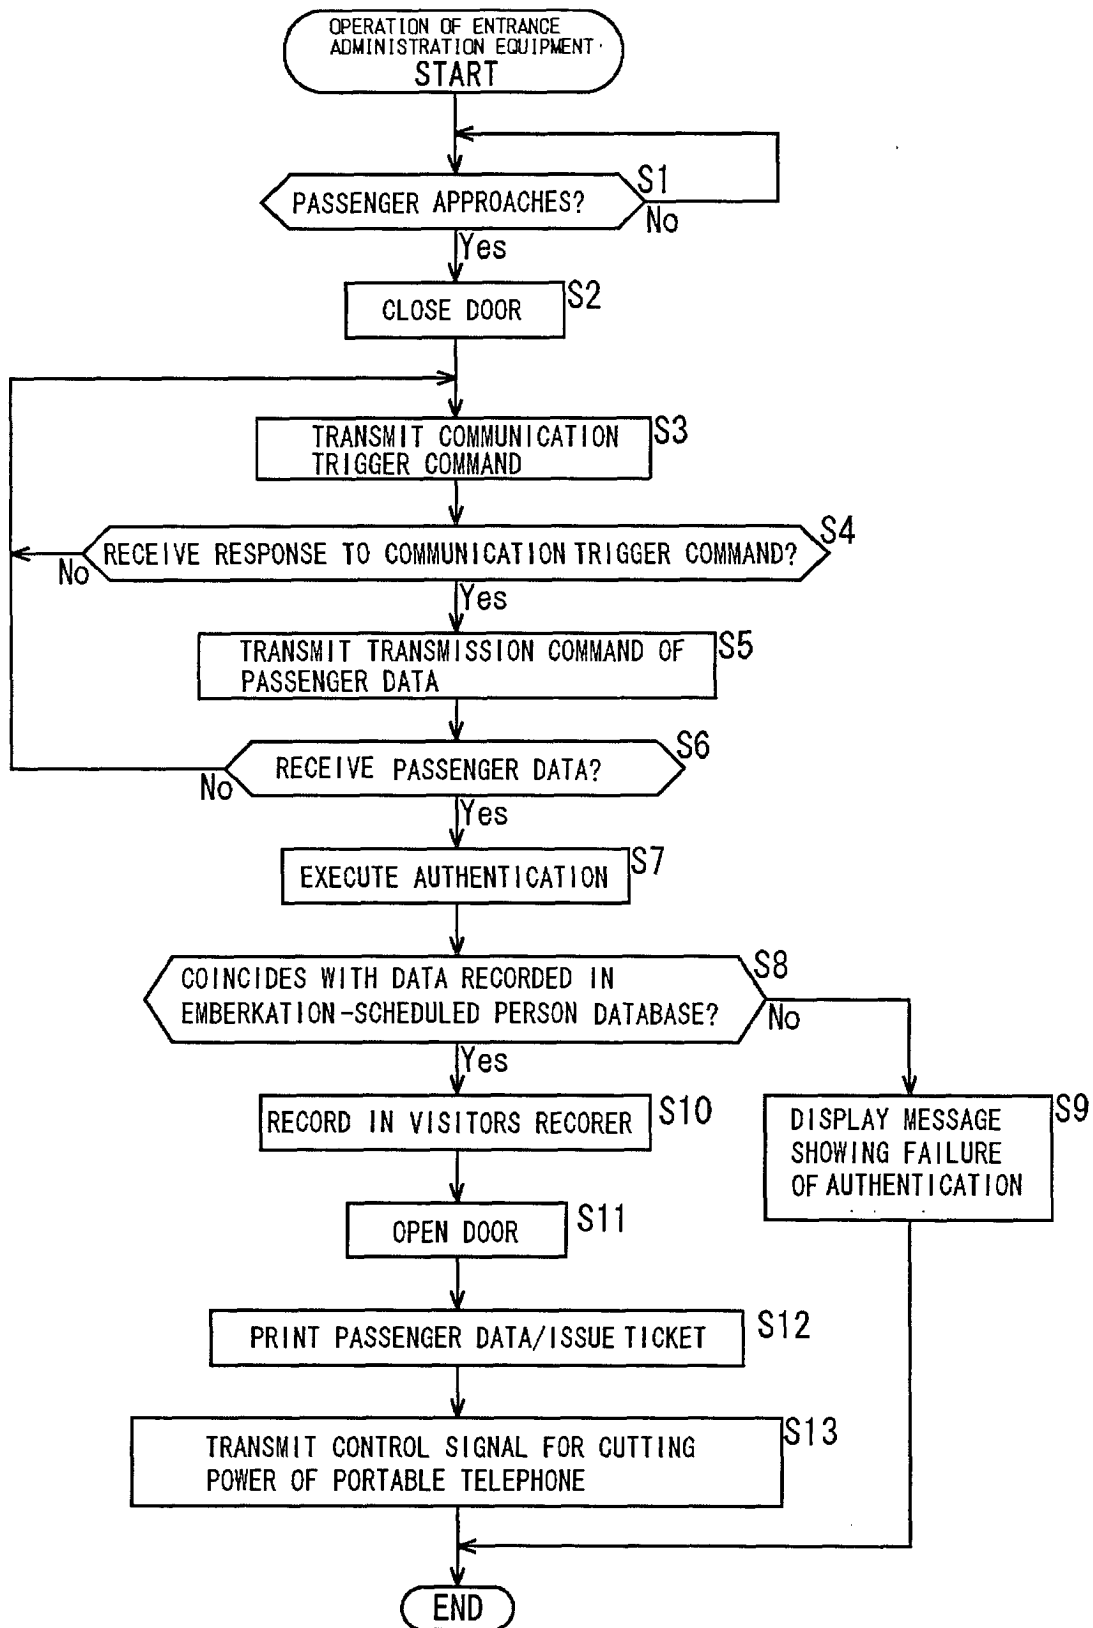 OPERATION OF ENTRANCE
ADMINISTRATION EQUIPMENT
START
S1
PASSENGER APPROACHES?
No
Yes
S2
CLOSE DOOR
S3
TRANSMIT COMMUNICATION
TRIGGER COMMAND
S4
RECEIVE RESPONSE TO COMMUNICATION TRIGGER COMMAND?
No
Yes
S5
TRANSMIT TRANSMISSION COMMAND OF
PASSENGER DATA
S6
RECEIVE PASSENGER DATA?
No
Yes
S7
EXECUTE AUTHENTICATION
S8
COINCIDES WITH DATA RECORDED IN
EMBERKATION-SCHEDULED PERSON DATABASE?
No
Yes
S10
RECORD IN VISITORS RECORER
S9
DISPLAY MESSAGE
SHOWING FAILURE
OF AUTHENTICATION
S11
OPEN DOOR
S12
PRINT PASSENGER DATA/ISSUE TICKET
S13
TRANSMIT CONTROL SIGNAL FOR CUTTING
POWER OF PORTABLE TELEPHONE
END